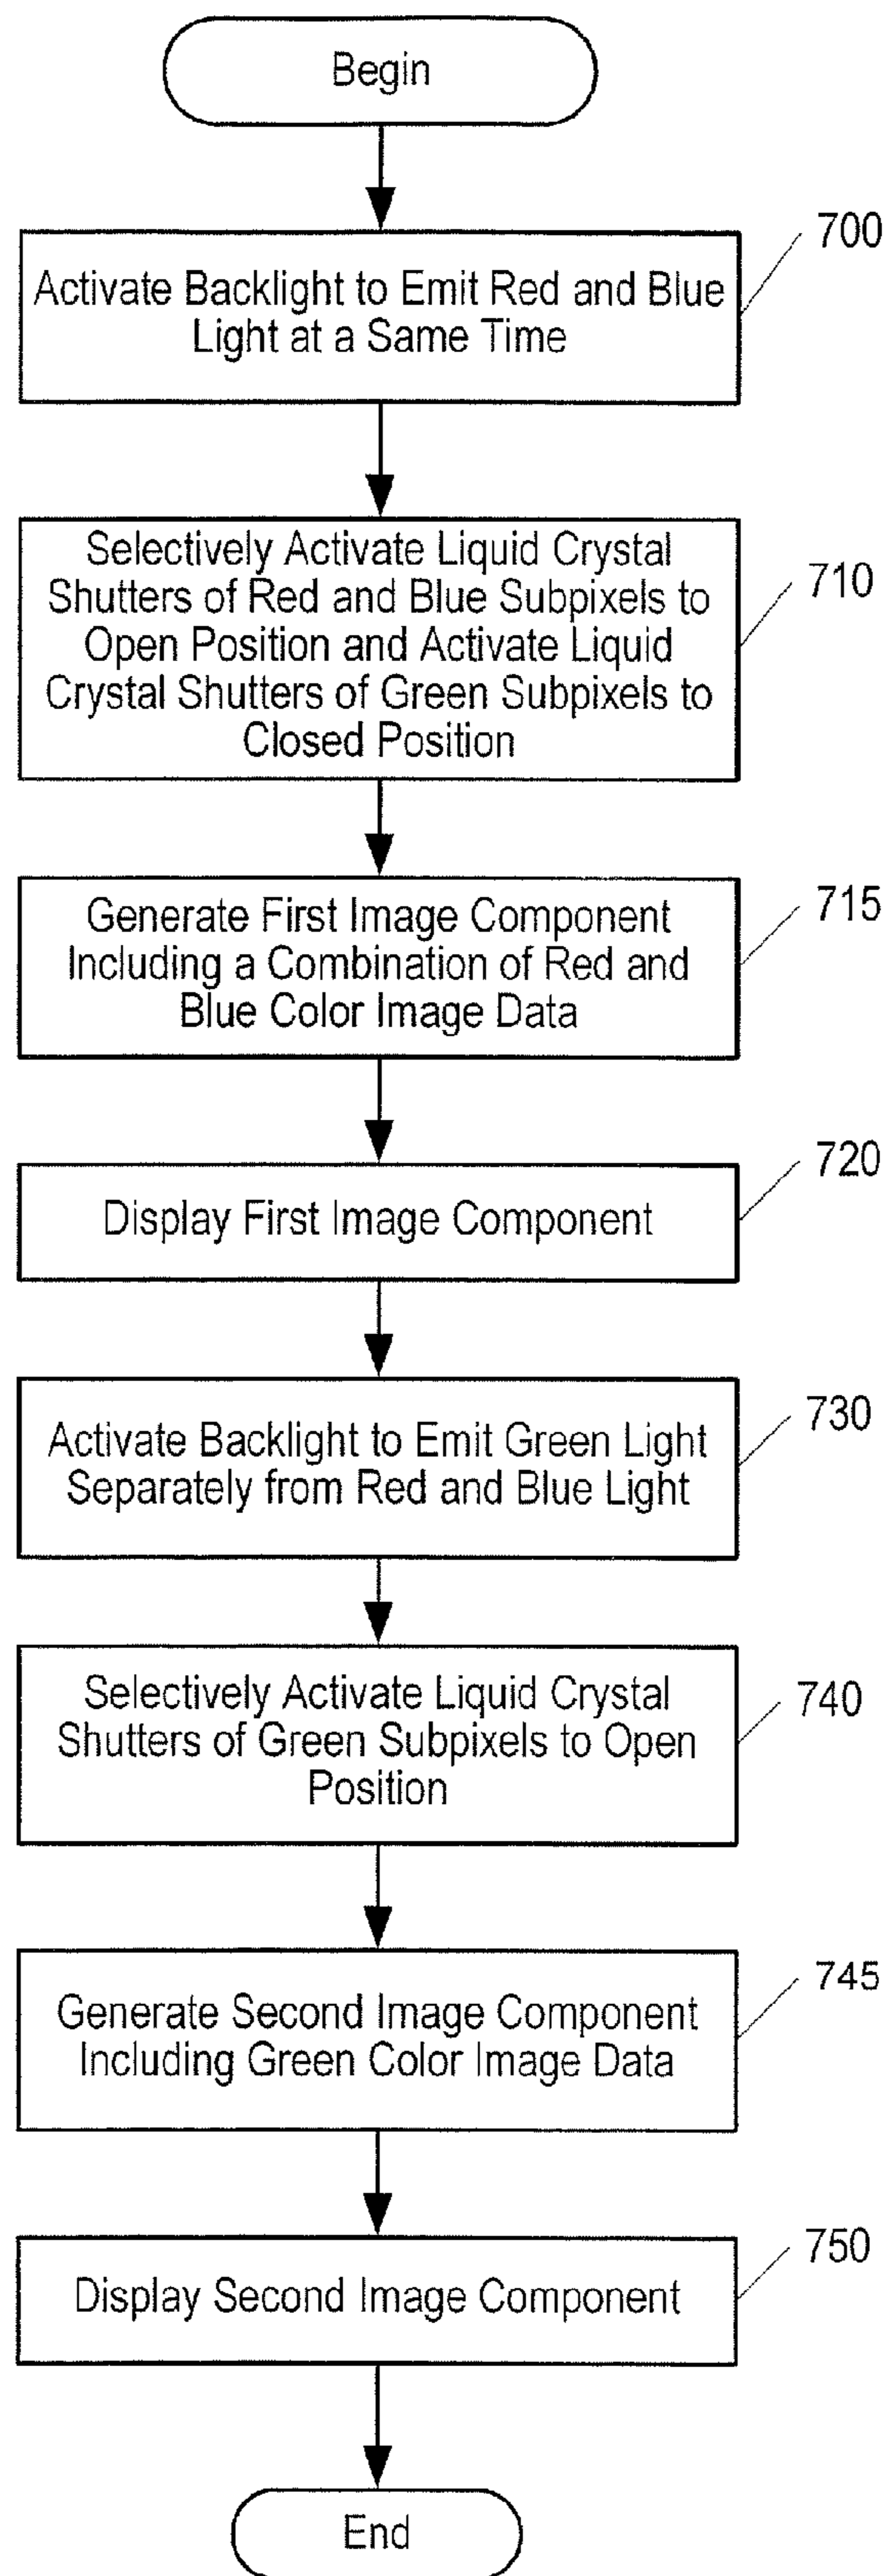 Begin
700
Activate Backlight to Emit Red and Blue
Light at a Same Time
710
Selectively Activate Liquid Crystal
Shutters of Red and Blue Subpixels to
Open Position and Activate Liquid
Crystal Shutters of Green Subpixels to
Closed Position
715
Generate First Image Component
Including a Combination of Red and
Blue Color Image Data
720
Display First Image Component
730
Activate Backlight to Emit Green Light
Separately from Red and Blue Light
740
Selectively Activate Liquid Crystal
Shutters of Green Subpixels to Open
Position
745
Generate Second Image Component
Including Green Color Image Data
750
Display Second Image Component
End